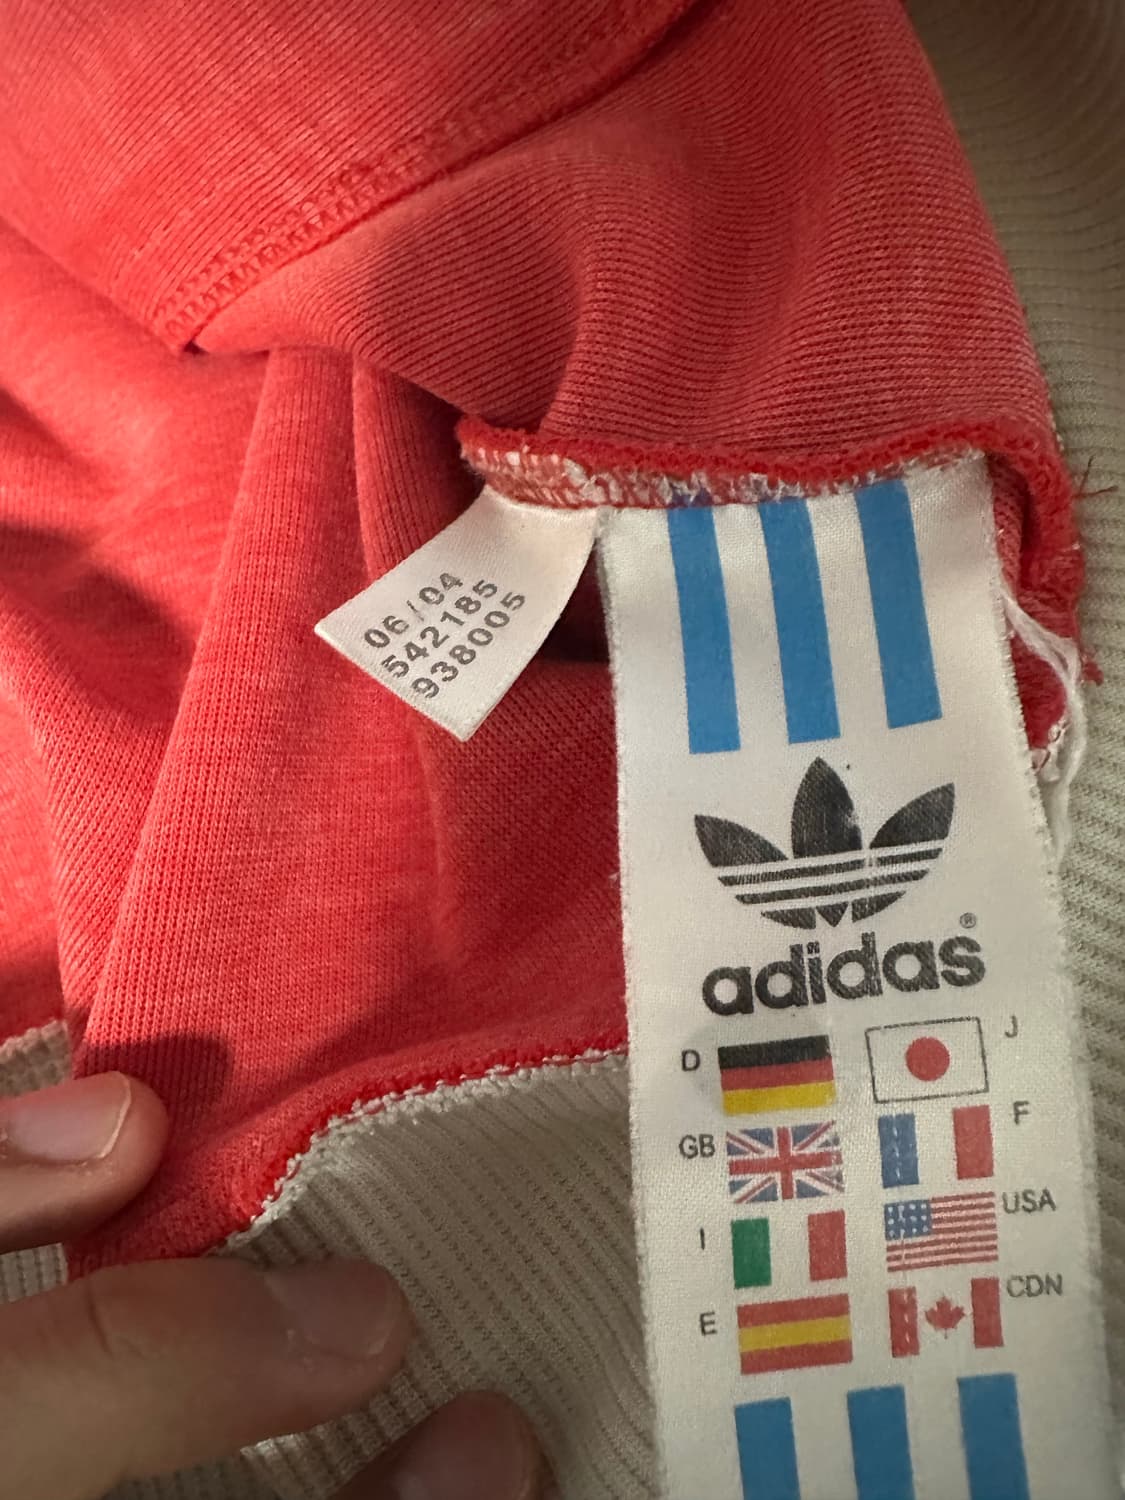 06/04
542185
938005
adidas®
D
J
GB
F
I
USA
E
CDN